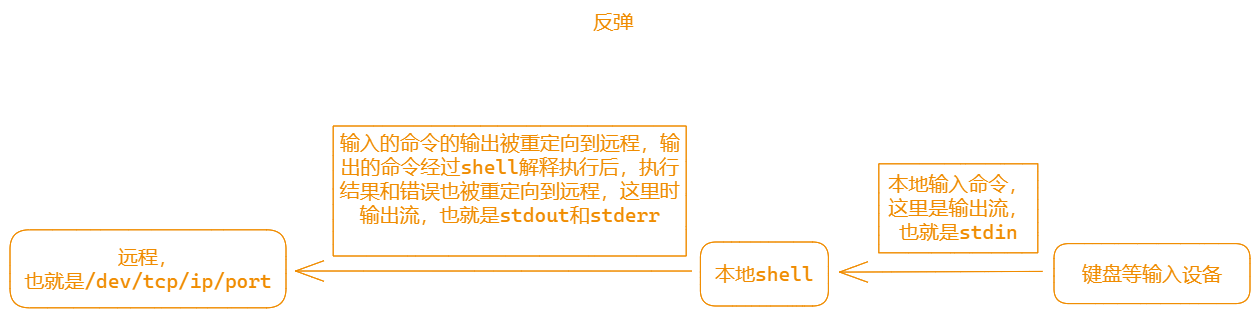 反弹
输入的命令的输出被重定向到远程，输
出的命令经过shell解释执行后，执行
结果和错误也被重定向到远程，这里时
输出流，也就是stdout和stderr
本地输入命令，
这里是输出流，
也就是stdin
远程，
也就是/dev/tcp/ip/port
本地shell
键盘等输入设备